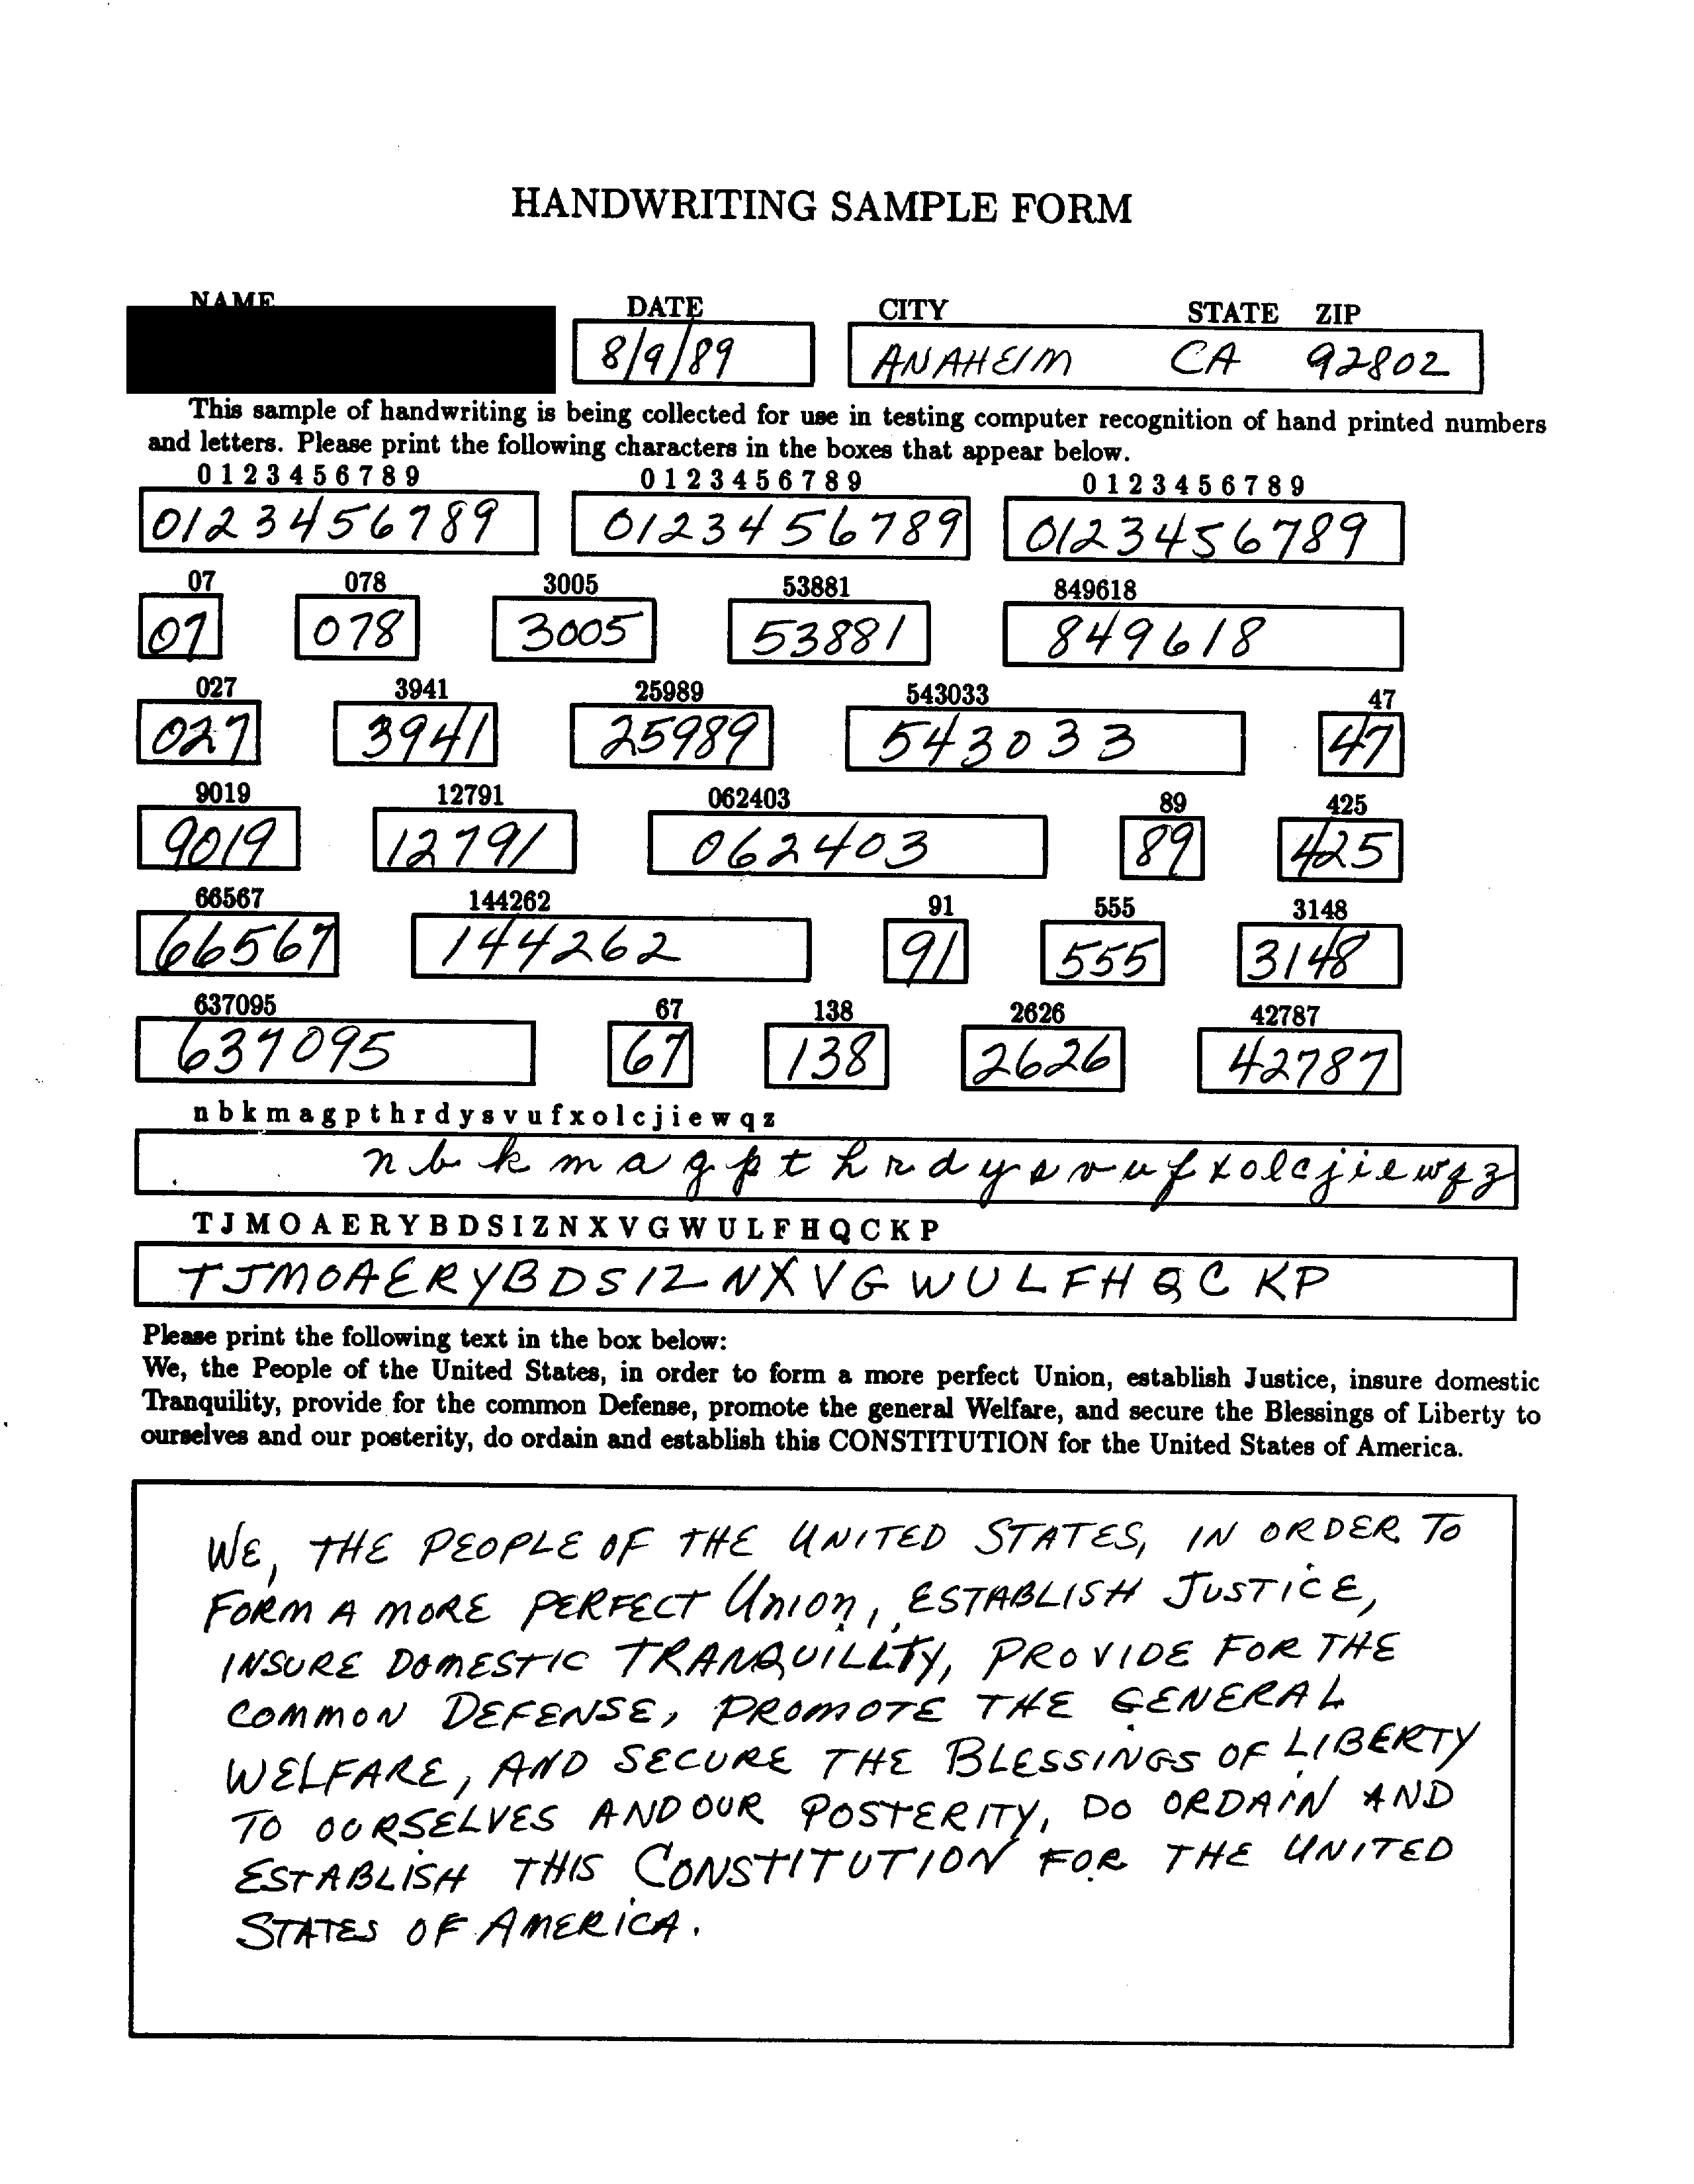 HANDWRITING SAMPLE FORM
NAME DATE CITY STATE ZIP
8/9/89 ANAHEIM CA 92802
This sample of handwriting is being collected for use in testing computer recognition of hand printed numbers
and letters. Please print the following characters in the boxes that appear below.
0 1 2 3 4 5 6 7 8 9 0 1 2 3 4 5 6 7 8 9 0 1 2 3 4 5 6 7 8 9
0123456789 0123456789 0123456789
07 078 3005 53881 849618
07 078 3005 53881 849618
027 3941 25989 543033 47
027 3941 25989 543033 47
9019 12791 062403 89 425
9019 12791 062403 89 425
66567 144262 91 555 3148
66567 144262 91 555 3148
637095 67 138 2626 42787
637095 67 138 2626 42787
n b k m a g p t h r d y s v u f x o l c j i e w q z
n b k m a g p t h r d y s v u f x o l c j i e w q z
T J M O A E R Y B D S I Z N X V G W U L F H Q C K P
T J M O A E R Y B D S I Z N X V G W U L F H Q C K P
Please print the following text in the box below:
We, the People of the United States, in order to form a more perfect Union, establish Justice, insure domestic
Tranquility, provide for the common Defense, promote the general Welfare, and secure the Blessings of Liberty to
ourselves and our posterity, do ordain and establish this CONSTITUTION for the United States of America.
WE, THE PEOPLE OF THE UNITED STATES, IN ORDER TO
FORM A MORE PERFECT UNION, ESTABLISH JUSTICE,
INSURE DOMESTIC TRANQUILLTY, PROVIDE FOR THE
COMMON DEFENSE, PROMOTE THE GENERAL
WELFARE, AND SECURE THE BLESSINGS OF LIBERTY
TO OURSELVES AND OUR POSTERITY, DO ORDAIN AND
ESTABLISH THIS CONSTITUTION FOR THE UNITED
STATES OF AMERICA.